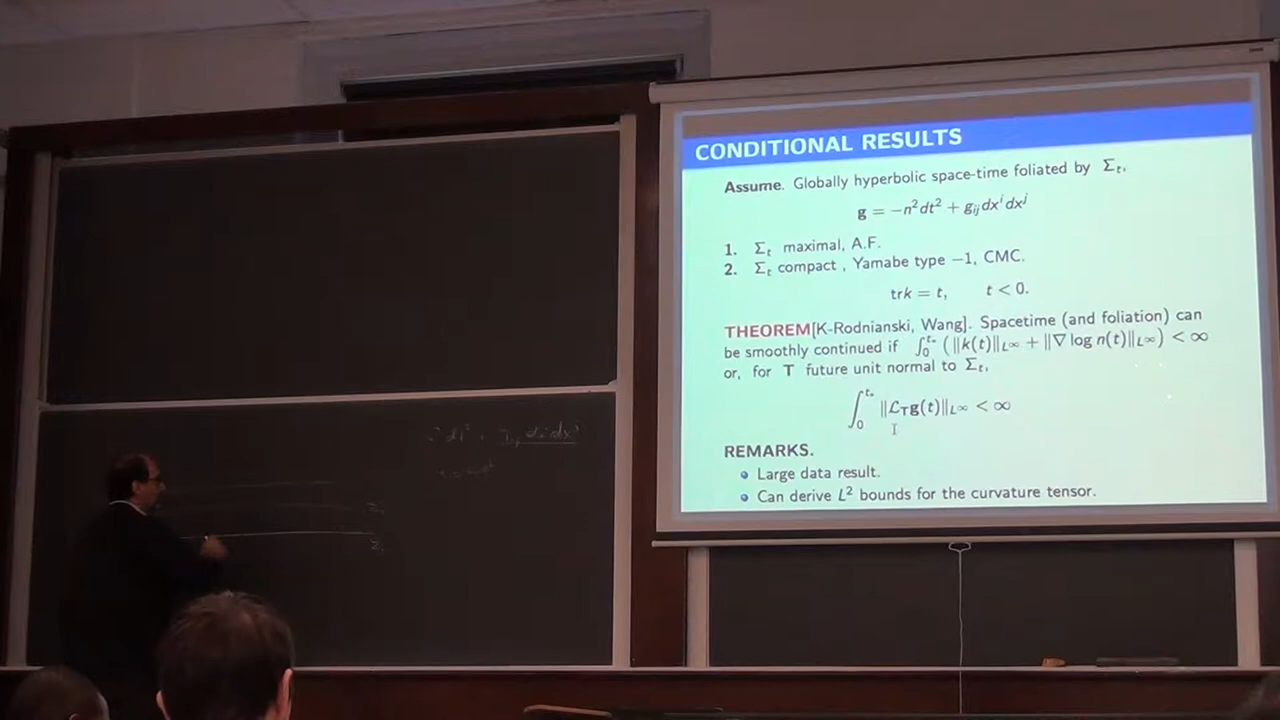 CONDITIONAL RESULTS
Assume. Globally hyperbolic space-time foliated by Σ_t,
g = −n²dt² + g_ij dx^i dx^j
1. Σ_t maximal, A.F.
2. Σ_t compact , Yamabe type −1, CMC.
trk = t, t < 0.
THEOREM[K-Rodnianski, Wang]. Spacetime (and foliation) can
be smoothly continued if ∫_0^{t_*} (‖k(t)‖_{L^∞} + ‖∇ log n(t)‖_{L^∞}) < ∞
or, for T future unit normal to Σ_t,
∫_0^{t_*} ‖ℒ_T g(t)‖_{L^∞} < ∞
REMARKS.
• Large data result.
• Can derive L² bounds for the curvature tensor.